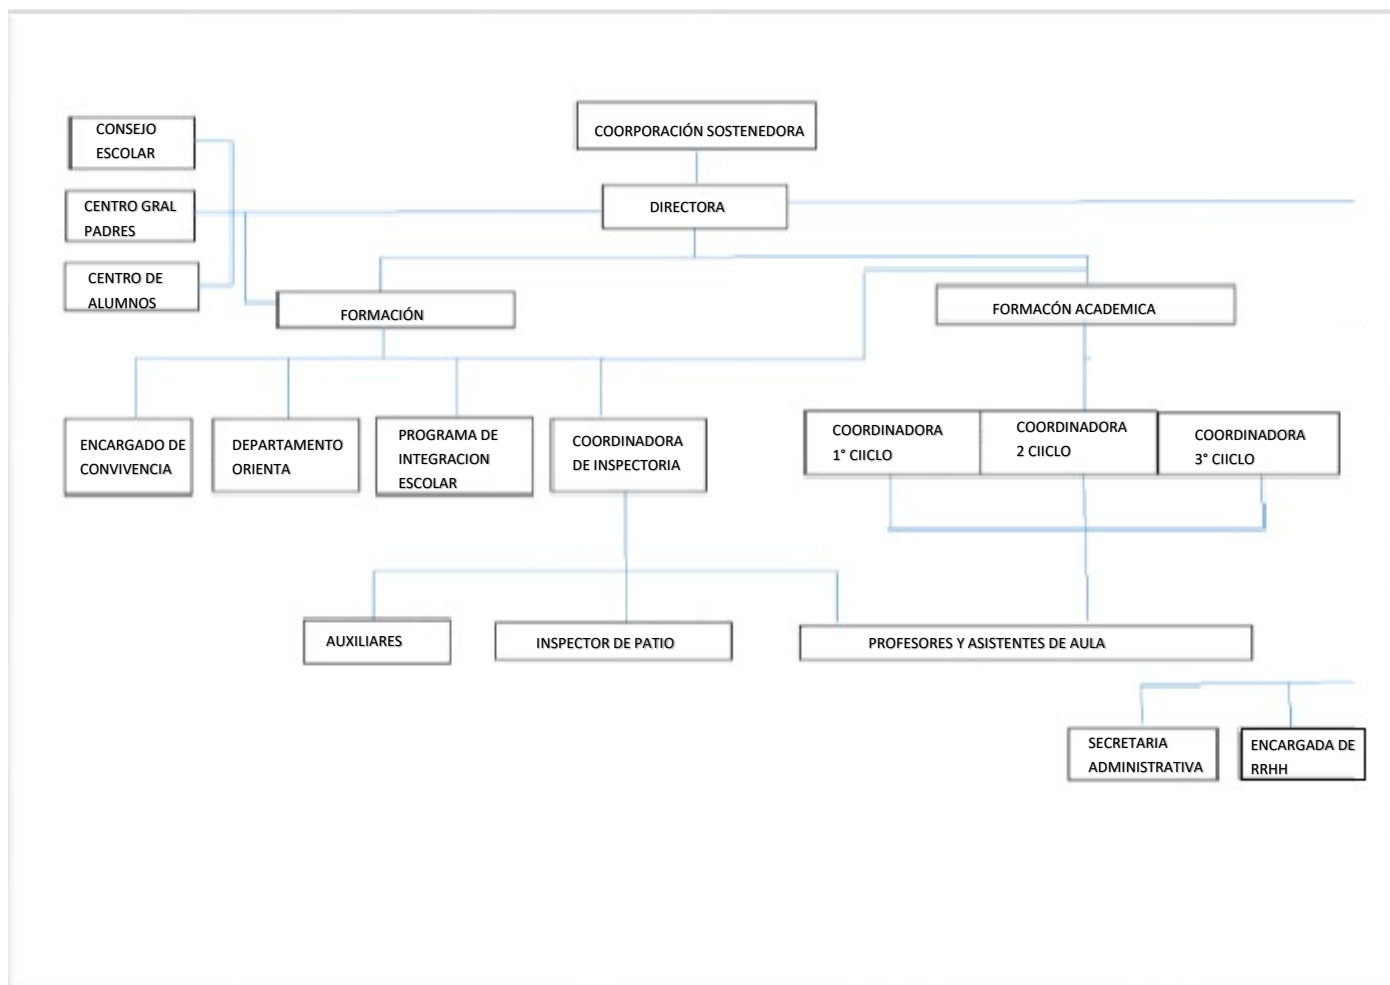 CONSEJO
ESCOLAR
COORPORACIÓN SOSTENEDORA
CENTRO GRAL
PADRES
DIRECTORA
CENTRO DE
ALUMNOS
FORMACIÓN
FORMACÓN ACADEMICA
ENCARGADO DE
CONVIVENCIA
DEPARTAMENTO
ORIENTA
PROGRAMA DE
INTEGRACION
ESCOLAR
COORDINADORA
DE INSPECTORIA
COORDINADORA
1° CIICLO
COORDINADORA
2 CIICLO
COORDINADORA
3° CIICLO
AUXILIARES
INSPECTOR DE PATIO
PROFESORES Y ASISTENTES DE AULA
SECRETARIA
ADMINISTRATIVA
ENCARGADA DE
RRHH